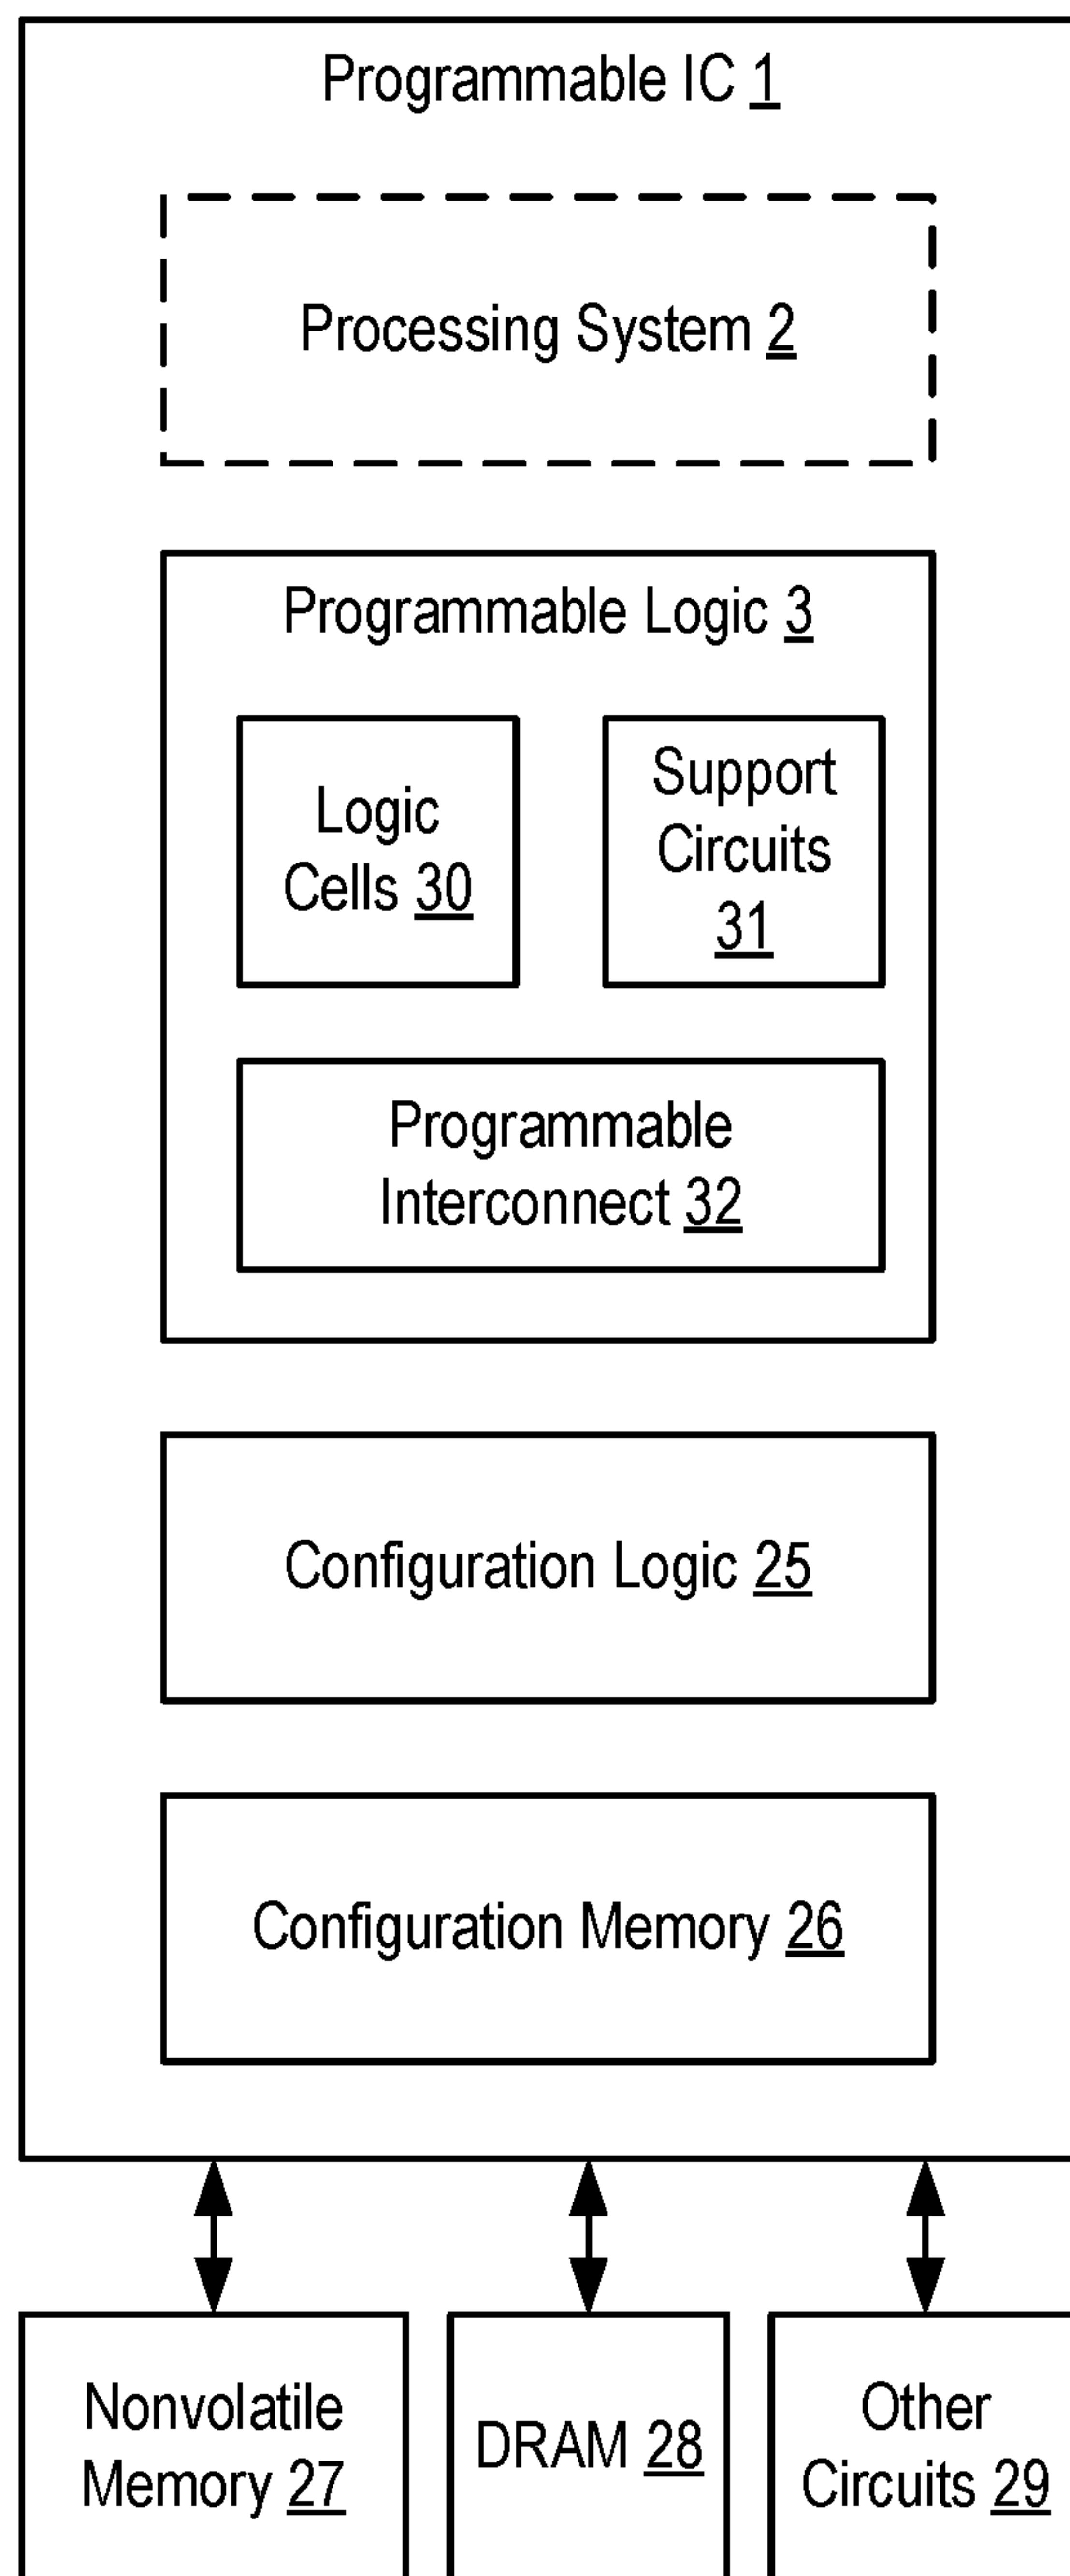 Programmable IC 1
Processing System 2
Programmable Logic 3
Logic
Cells 30
Support
Circuits
31
Programmable
Interconnect 32
Configuration Logic 25
Configuration Memory 26
Nonvolatile
Memory 27
DRAM 28
Other
Circuits 29